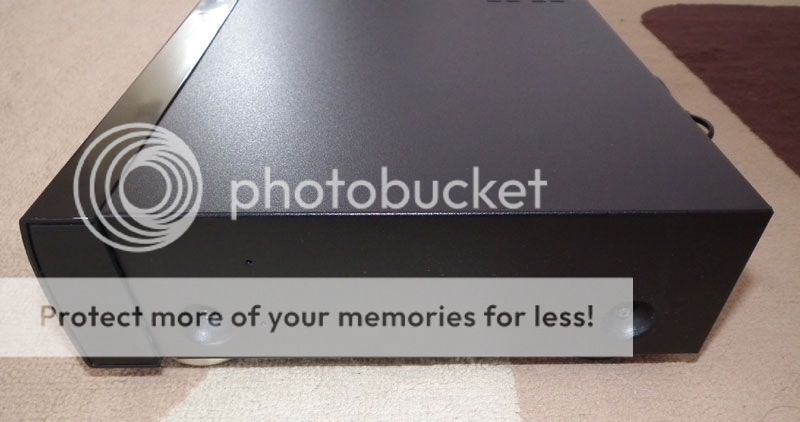 photobucket
Protect more of your memories for less!